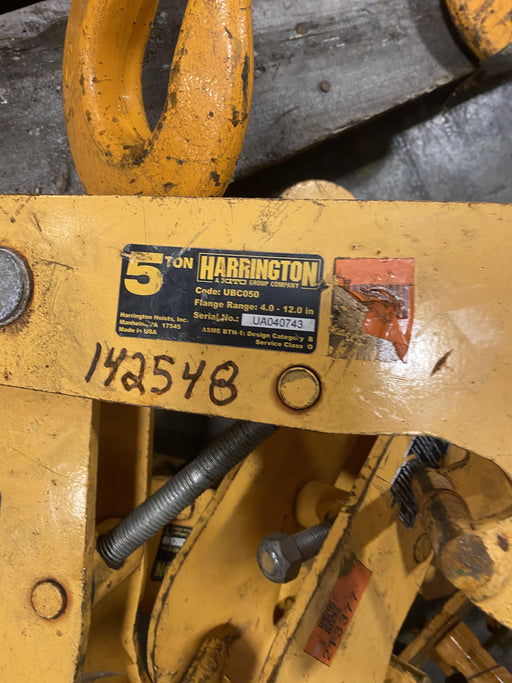 5 TON
HARRINGTON
A KITO GROUP COMPANY
Code: UBC050
Flange Range: 4.0 - 12.0 in
Serial No.: UA040743
Harrington Hoists, Inc.
Manheim, PA 17545
Made in USA
ASME BTH-1: Design Category B
Service Class 0
142548
213377